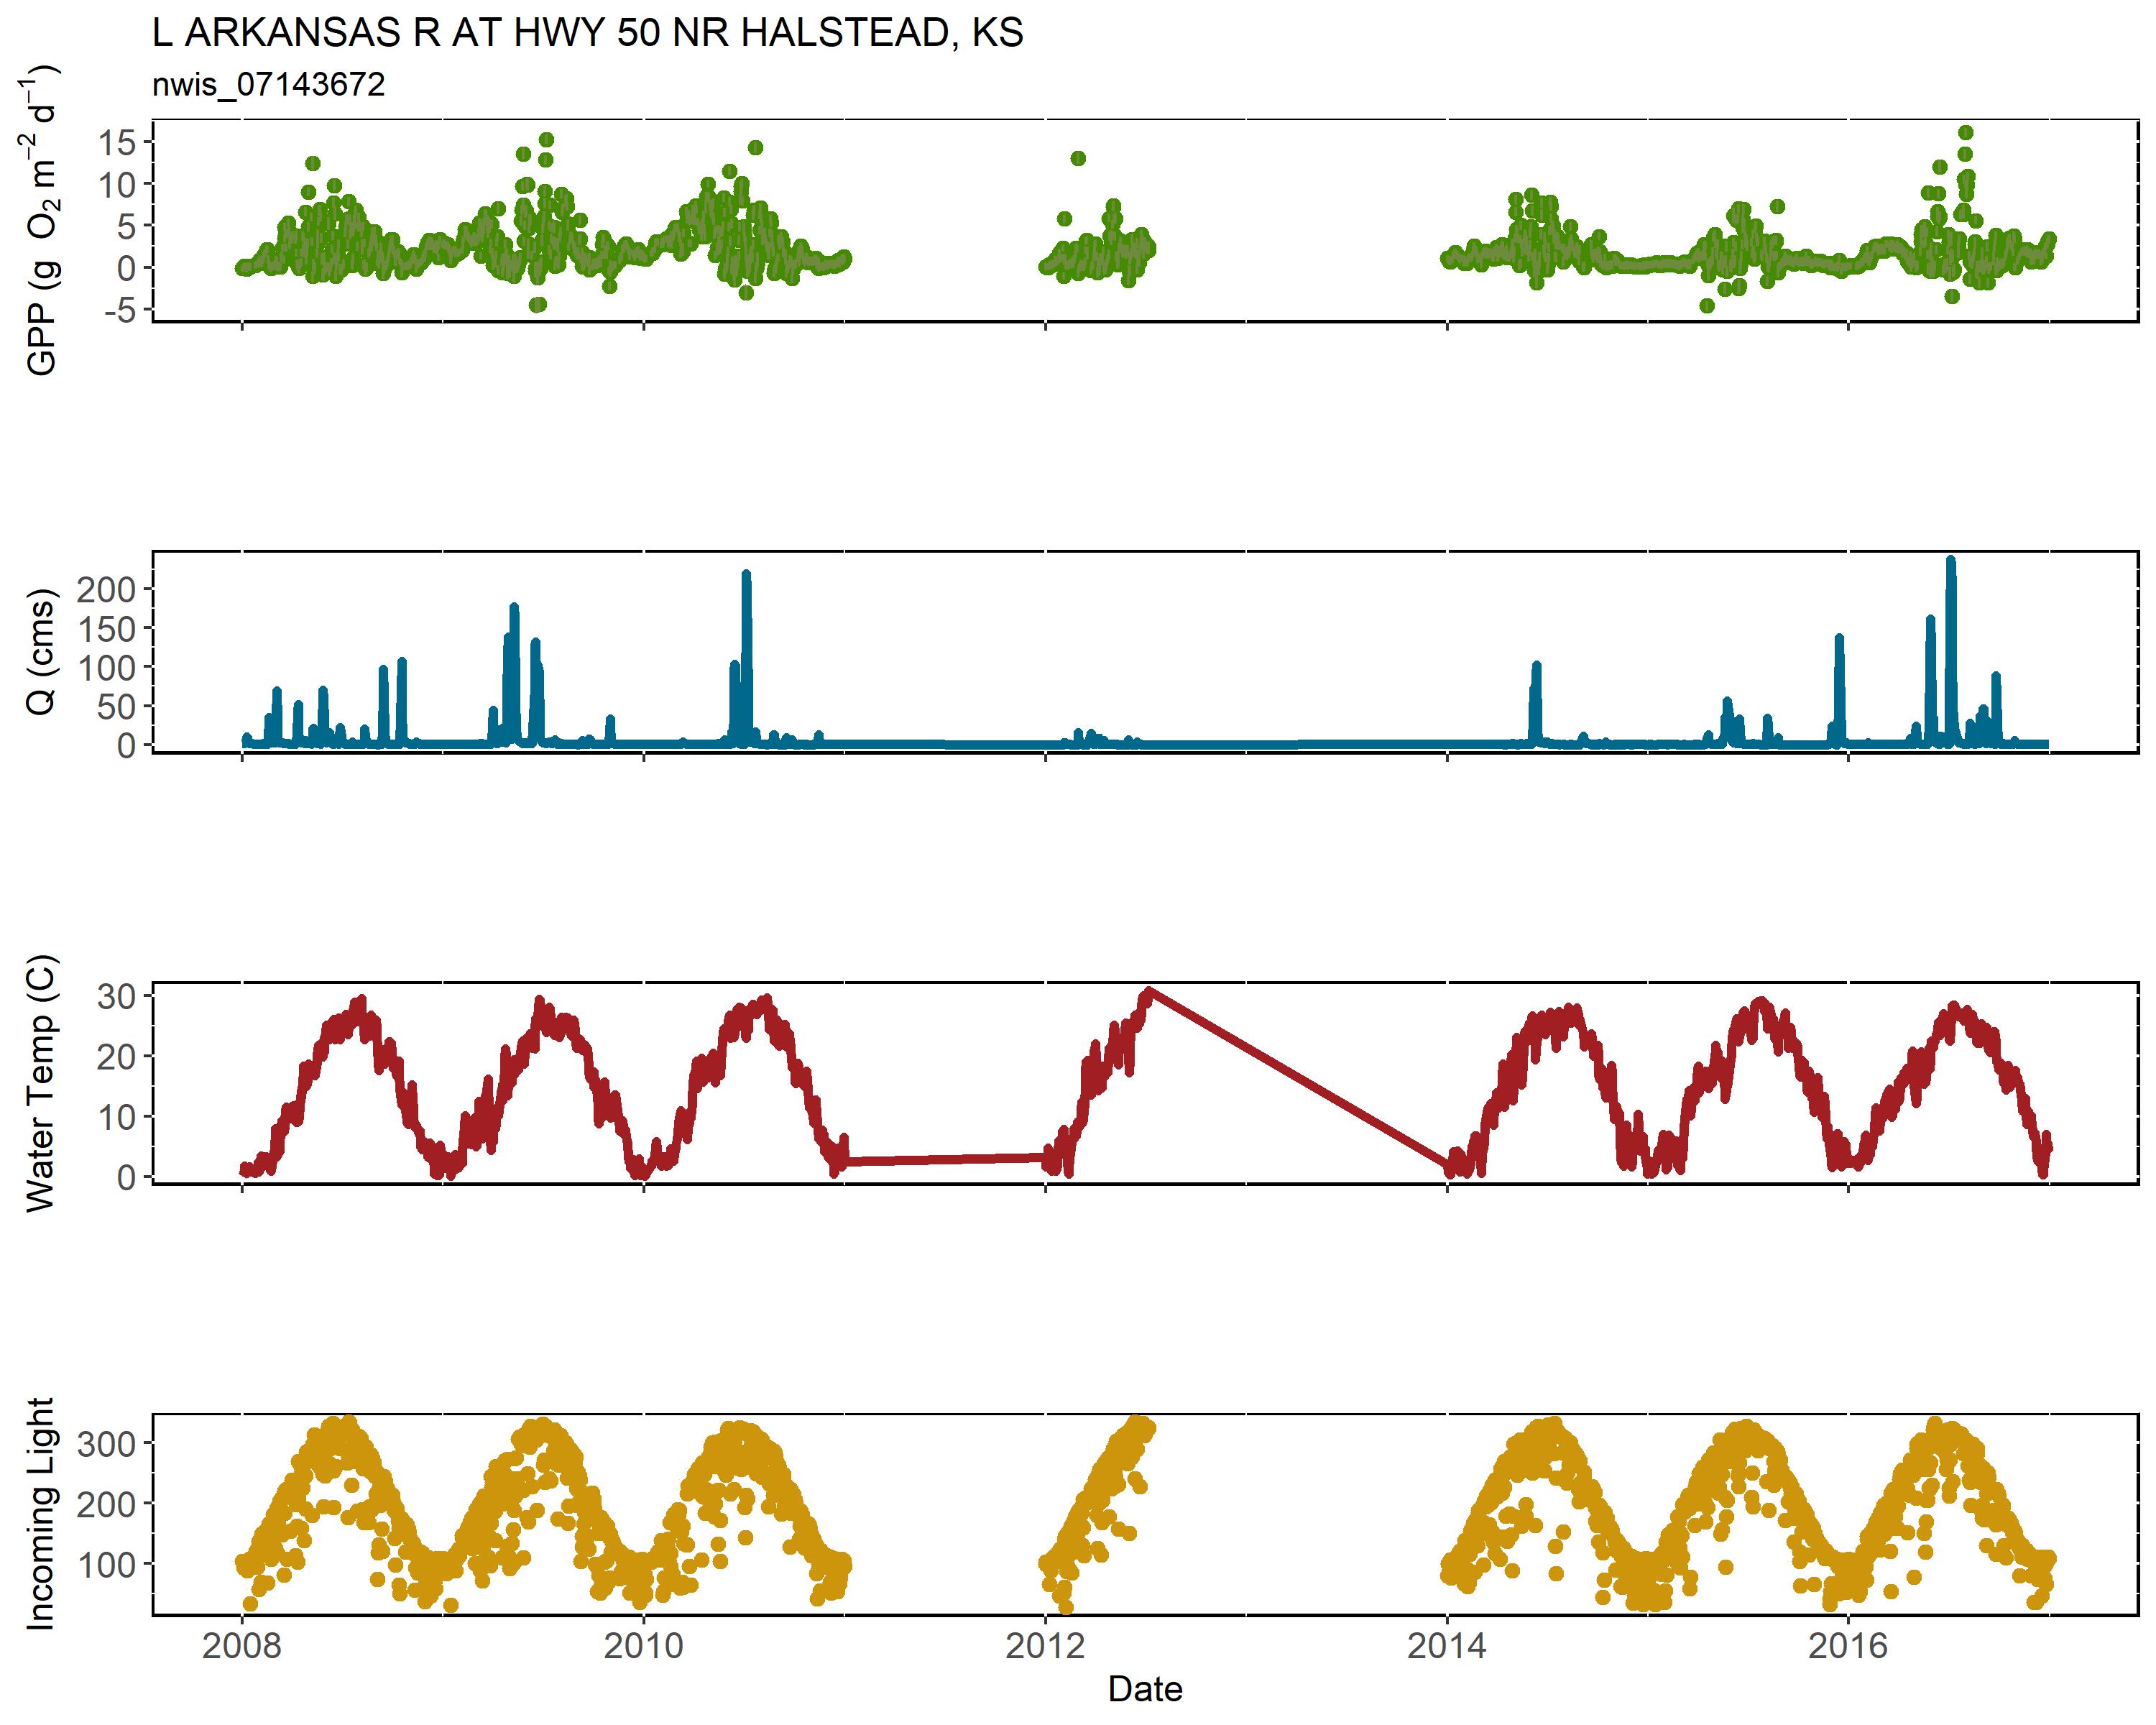 L ARKANSAS R AT HWY 50 NR HALSTEAD, KS
nwis_07143672
GPP (g O₂ m⁻² d⁻¹)
15
10
5
0
-5
Q (cms)
200
150
100
50
0
Water Temp (C)
30
20
10
0
Incoming Light
300
200
100
2008 2010 2012 2014 2016
Date